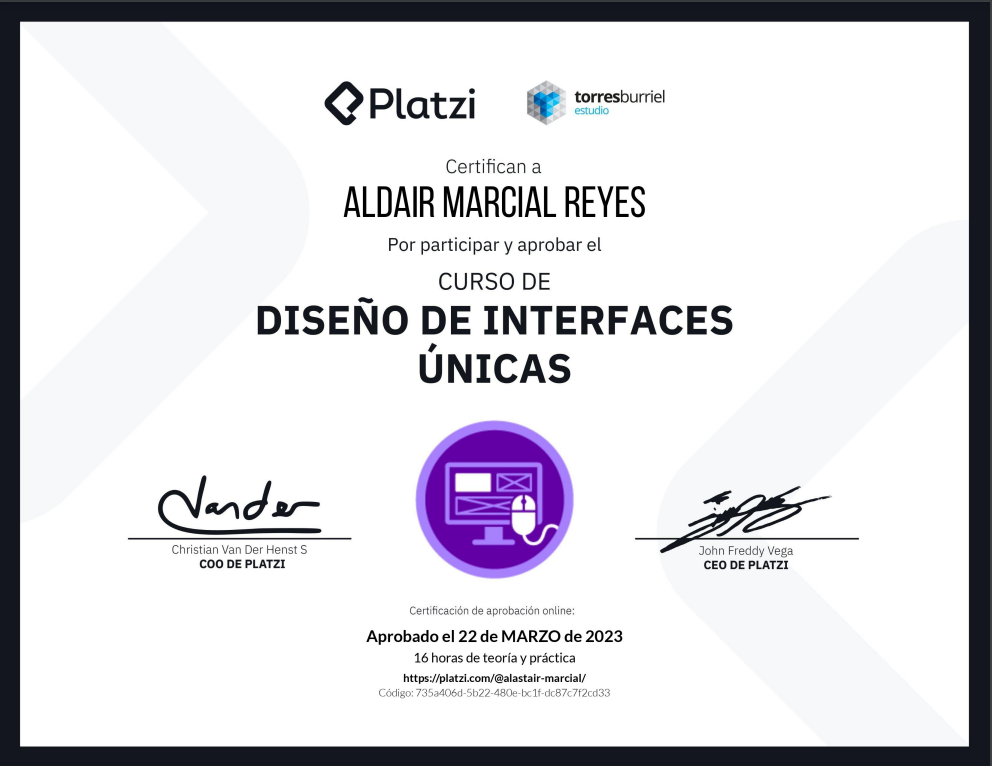 Platzi
torresburriel
estudio
Certifican a
ALDAIR MARCIAL REYES
Por participar y aprobar el
CURSO DE
DISEÑO DE INTERFACES
ÚNICAS
Vander
Christian Van Der Henst S
COO DE PLATZI
John Freddy Vega
CEO DE PLATZI
Certificación de aprobación online:
Aprobado el 22 de MARZO de 2023
16 horas de teoría y práctica
https://platzi.com/@alastair-marcial/
Código: 735a406d-5b22-480e-bc1f-dc87c7f2cd33